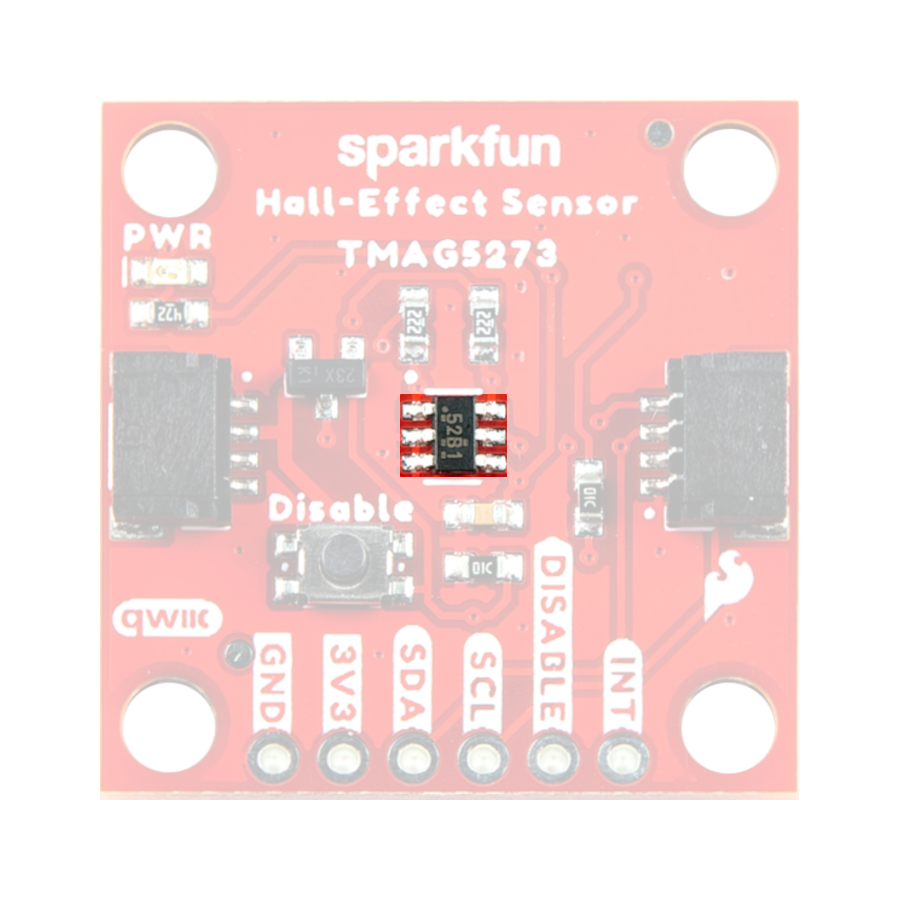 sparkfun
Hall-Effect Sensor
TMAG5273
PWR
472
222
222
23X
52B1
Disable
01C
01C
qwiic
GND
3V3
SDA
SCL
DISABLE
INT